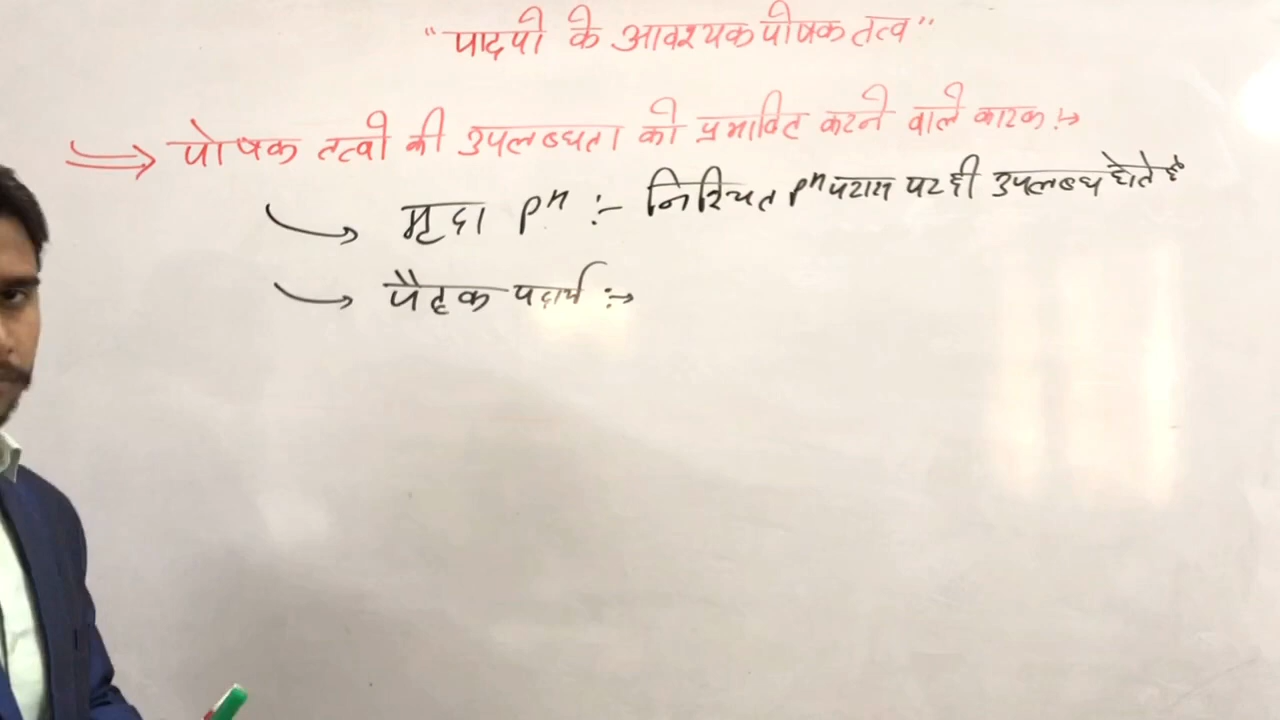 "पादपो के आवश्यक पोषक तत्व"
पोषक तत्वो की उपलब्धता को प्रभावित करने वाले कारक :→
मृदा pH :- निश्चित pH परास पर ही उपलब्ध होते है
पैतृक पदार्थ :→